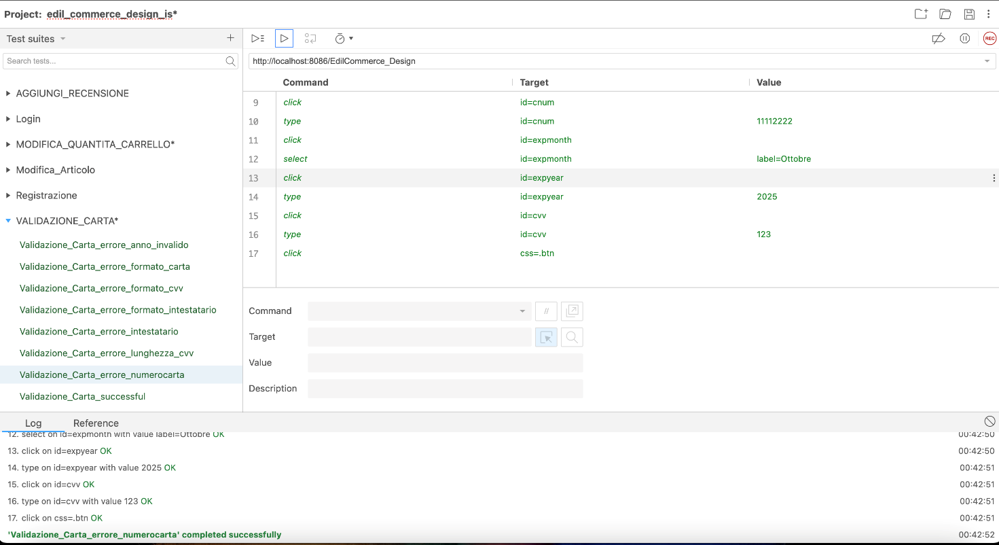 Project: edil_commerce_design_is*
Test suites
Search tests...
AGGIUNGI_RECENSIONE
Login
MODIFICA_QUANTITA_CARRELLO*
Modifica_Articolo
Registrazione
VALIDAZIONE_CARTA*
Validazione_Carta_errore_anno_invalido
Validazione_Carta_errore_formato_carta
Validazione_Carta_errore_formato_cvv
Validazione_Carta_errore_formato_intestatario
Validazione_Carta_errore_intestatario
Validazione_Carta_errore_lunghezza_cvv
Validazione_Carta_errore_numerocarta
Validazione_Carta_successful
REC
http://localhost:8086/EdilCommerce_Design
Command Target Value
9 click id=cnum
10 type id=cnum 11112222
11 click id=expmonth
12 select id=expmonth label=Ottobre
13 click id=expyear
14 type id=expyear 2025
15 click id=cvv
16 type id=cvv 123
17 click css=.btn
Command //
Target
Value
Description
Log Reference
12. select on id=expmonth with value label=Ottobre OK 00:42:50
13. click on id=expyear OK 00:42:50
14. type on id=expyear with value 2025 OK 00:42:51
15. click on id=cvv OK 00:42:51
16. type on id=cvv with value 123 OK 00:42:51
17. click on css=.btn OK 00:42:51
'Validazione_Carta_errore_numerocarta' completed successfully 00:42:52